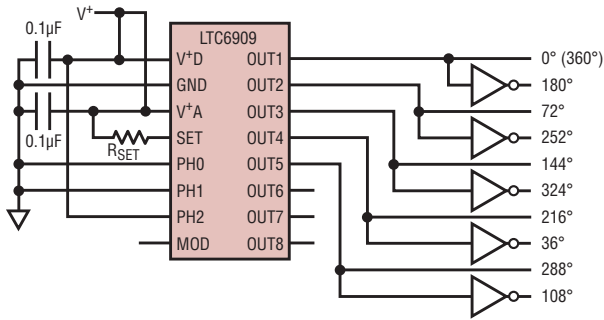 V+
0.1µF
0.1µF
RSET
LTC6909
V+D OUT1
GND OUT2
V+A OUT3
SET OUT4
PH0 OUT5
PH1 OUT6
PH2 OUT7
MOD OUT8
0° (360°)
180°
72°
252°
144°
324°
216°
36°
288°
108°